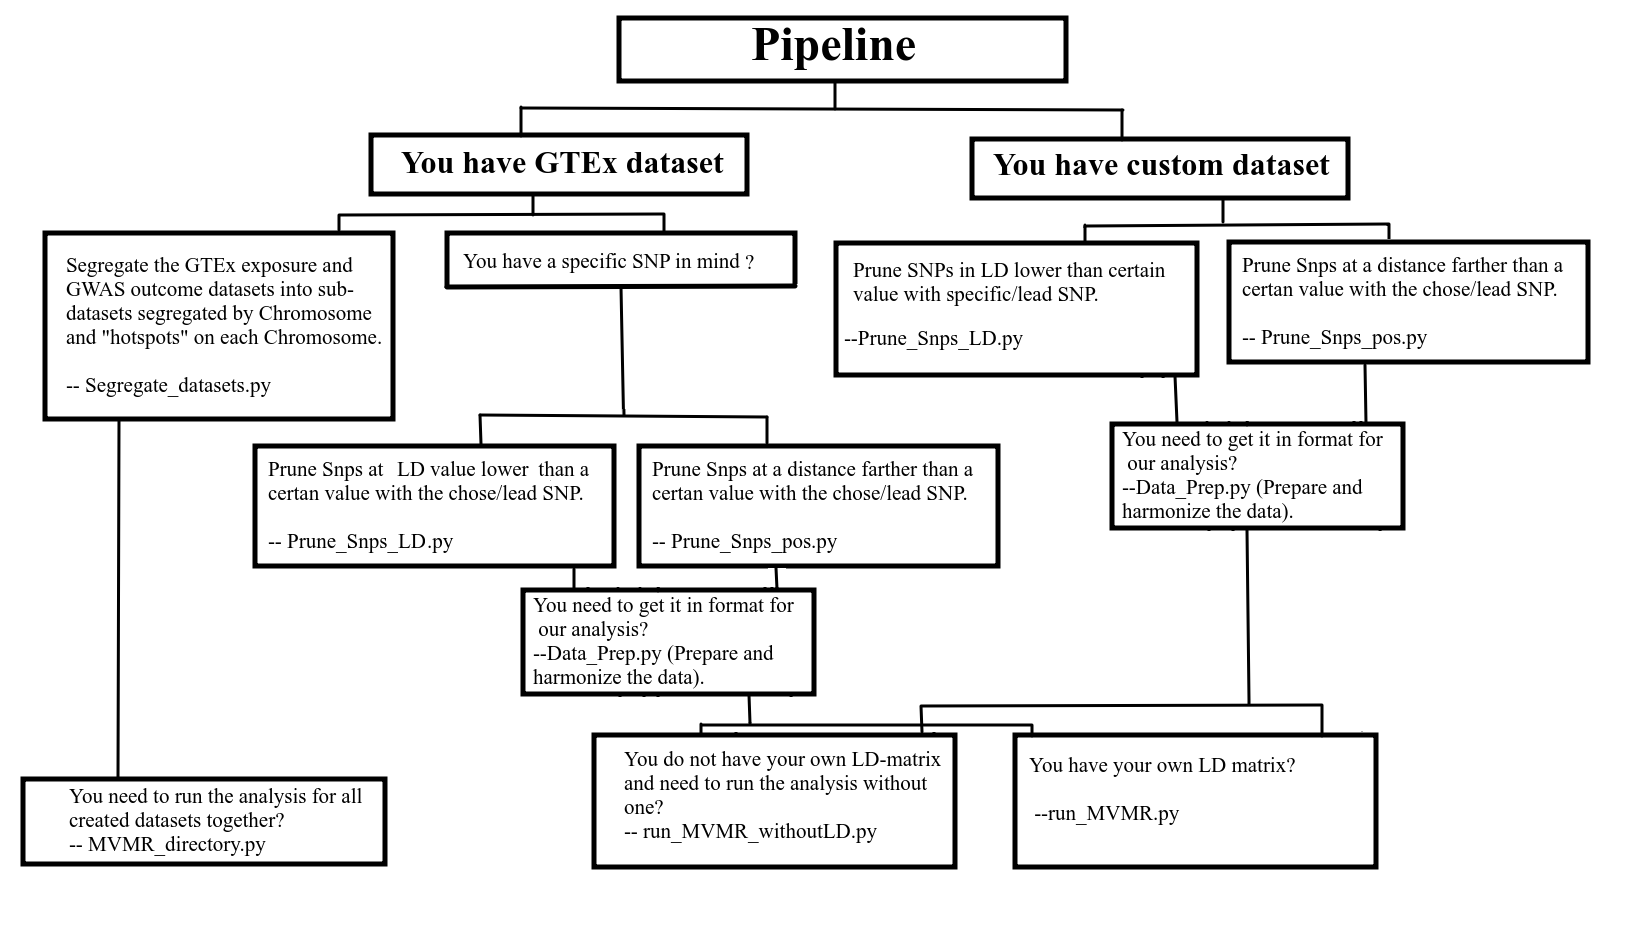 Pipeline
You have GTEx dataset
You have custom dataset
Segregate the GTEx exposure and
GWAS outcome datasets into sub-
datasets segregated by Chromosome
and "hotspots" on each Chromosome.
-- Segregate_datasets.py
You have a specific SNP in mind ?
Prune SNPs in LD lower than certain
value with specific/lead SNP.
--Prune_Snps_LD.py
Prune Snps at a distance farther than a
certan value with the chose/lead SNP.
-- Prune_Snps_pos.py
Prune Snps at LD value lower than a
certan value with the chose/lead SNP.
-- Prune_Snps_LD.py
Prune Snps at a distance farther than a
certan value with the chose/lead SNP.
-- Prune_Snps_pos.py
You need to get it in format for
our analysis?
--Data_Prep.py (Prepare and
harmonize the data).
You need to get it in format for
our analysis?
--Data_Prep.py (Prepare and
harmonize the data).
You need to run the analysis for all
created datasets together?
-- MVMR_directory.py
You do not have your own LD-matrix
and need to run the analysis without
one?
-- run_MVMR_withoutLD.py
You have your own LD matrix?
--run_MVMR.py